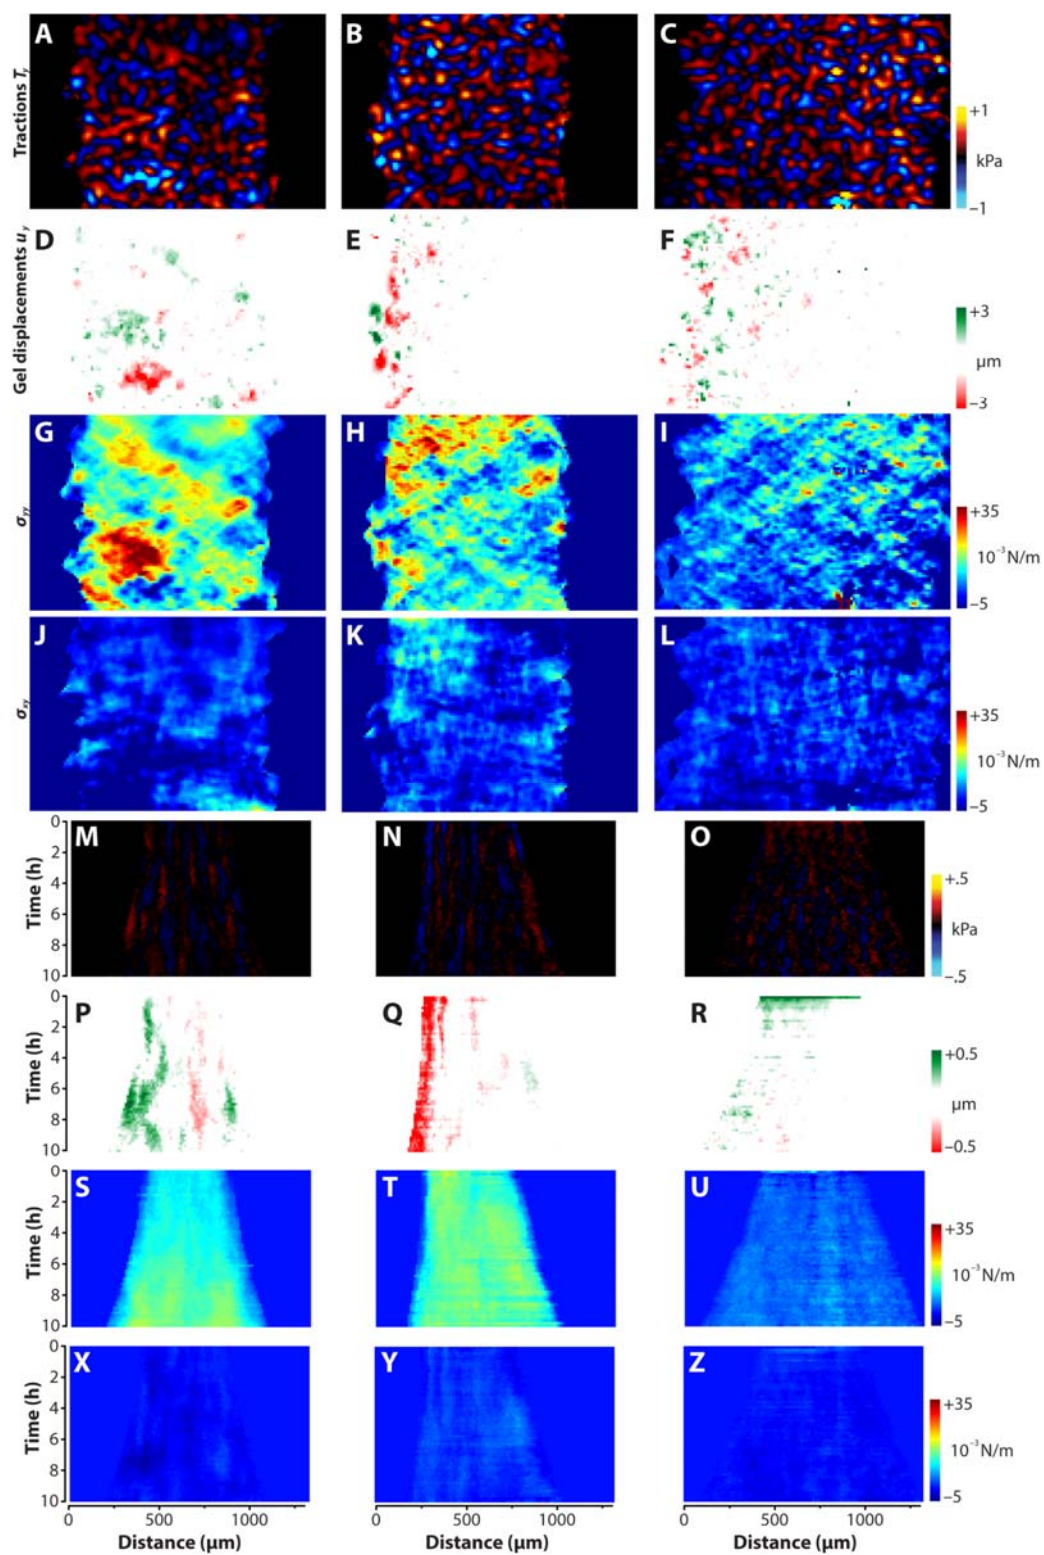 A B C
Tractions Ty
+1
kPa
−1
D E F
Gel displacements uy
+3
µm
−3
G H I
σyy
+35
10⁻³ N/m
−5
J K L
σxy
+35
10⁻³ N/m
−5
M N O
Time (h)
0
2
4
6
8
10
+.5
kPa
−.5
P Q R
Time (h)
0
2
4
6
8
10
+0.5
µm
−0.5
S T U
Time (h)
0
2
4
6
8
10
+35
10⁻³ N/m
−5
X Y Z
Time (h)
0
2
4
6
8
10
+35
10⁻³ N/m
−5
0 500 1000 0 500 1000 0 500 1000
Distance (µm) Distance (µm) Distance (µm)